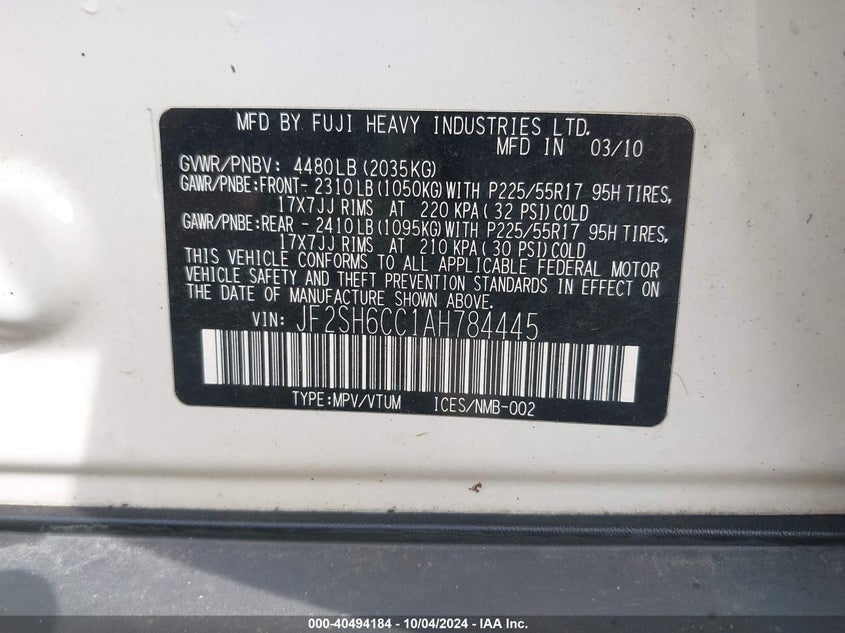 MFD BY FUJI HEAVY INDUSTRIES LTD.
MFD IN 03/10
GVWR/PNBV: 4480LB(2035KG)
GAWR/PNBE:FRONT- 2310LB(1050KG)WITH P225/55R17 95H TIRES,
17X7JJ RIMS AT 220 KPA( 32 PSI)COLD
GAWR/PNBE:REAR - 2410LB(1095KG)WITH P225/55R17 95H TIRES,
17X7JJ RIMS AT 210 KPA(30 PSI)COLD
THIS VEHICLE CONFORMS TO ALL APPLICABLE FEDERAL MOTOR
VEHICLE SAFETY AND THEFT PREVENTION STANDARDS IN EFFECT ON
THE DATE OF MANUFACTURE SHOWN ABOVE.
VIN: JF2SH6CC1AH784445
TYPE:MPV/VTUM ICES/NMB-002
000-40494184 - 10/04/2024 - IAA Inc.